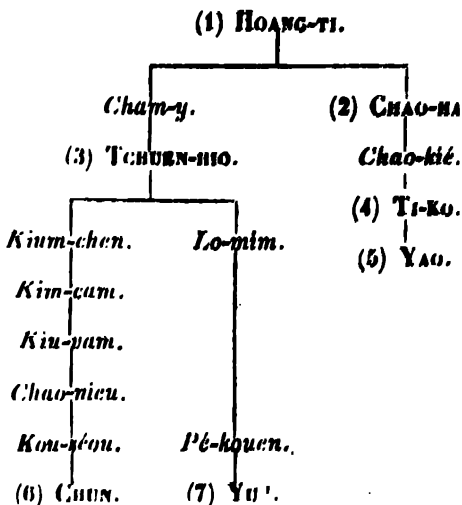 (1) HOANG-TI.
Cham-y. (2) CHAO-HA
(3) TCHUEN-HIO. Chao-kié.
(4) TI-KO.
Kium-chen. Lo-mim. (5) YAO.
Kim-cam.
Kiu-vam.
Chao-nieu.
Kou-séou. Pé-kouen.
(6) CHUN. (7) YU